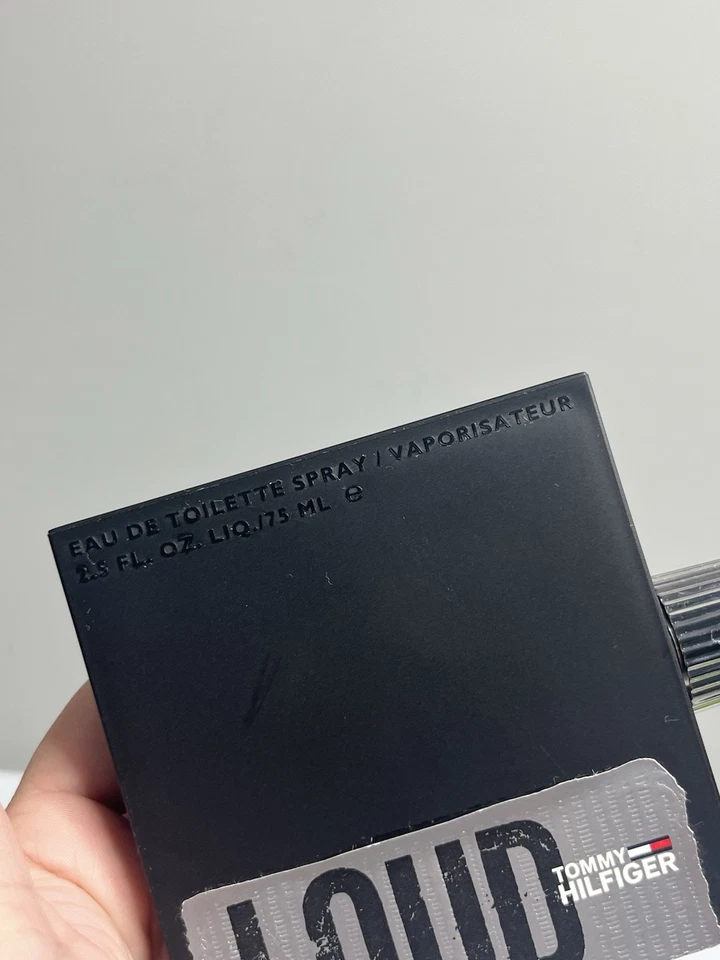 EAU DE TOILETTE SPRAY / VAPORISATEUR
2.5 FL. OZ. LIQ./75 ML ℮
LOUD
TOMMY
HILFIGER